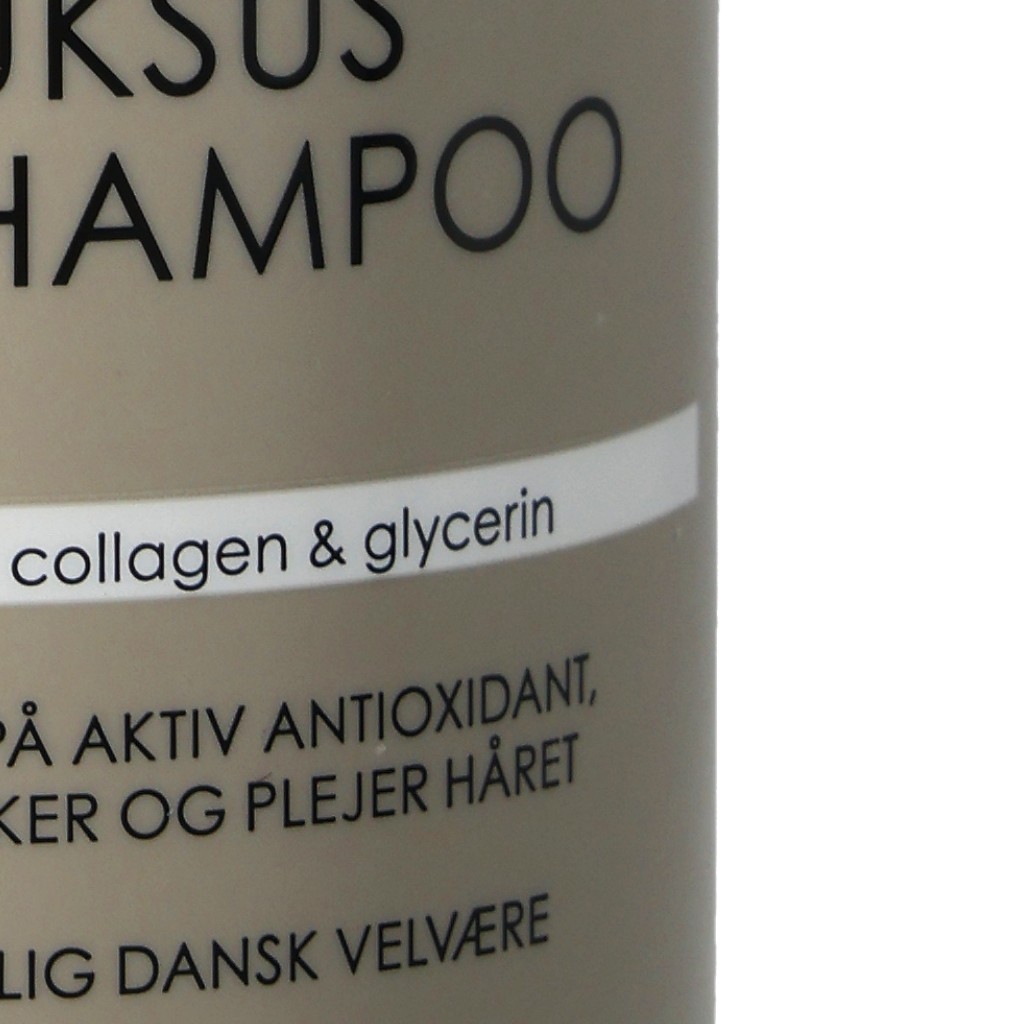 UKSUS
HAMPOO
collagen & glycerin
PÅ AKTIV ANTIOXIDANT,
KER OG PLEJER HÅRET
LIG DANSK VELVÆRE